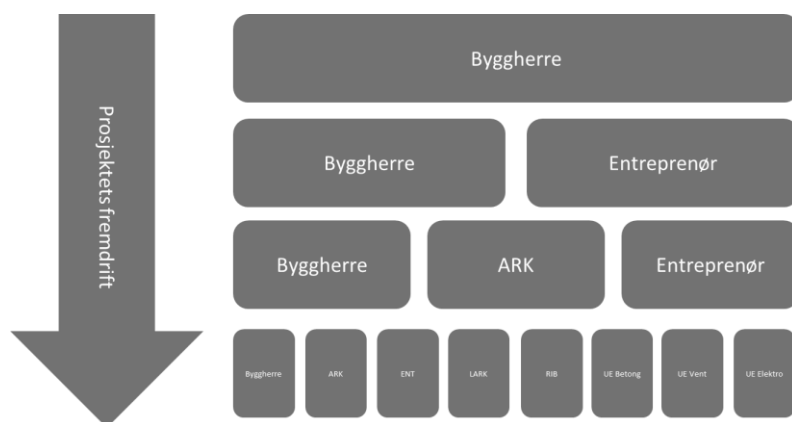 Prosjektets fremdrift
Byggherre
Byggherre Entreprenør
Byggherre ARK Entreprenør
Byggherre ARK ENT LARK RIB UE Betong UE Vent UE Elektro